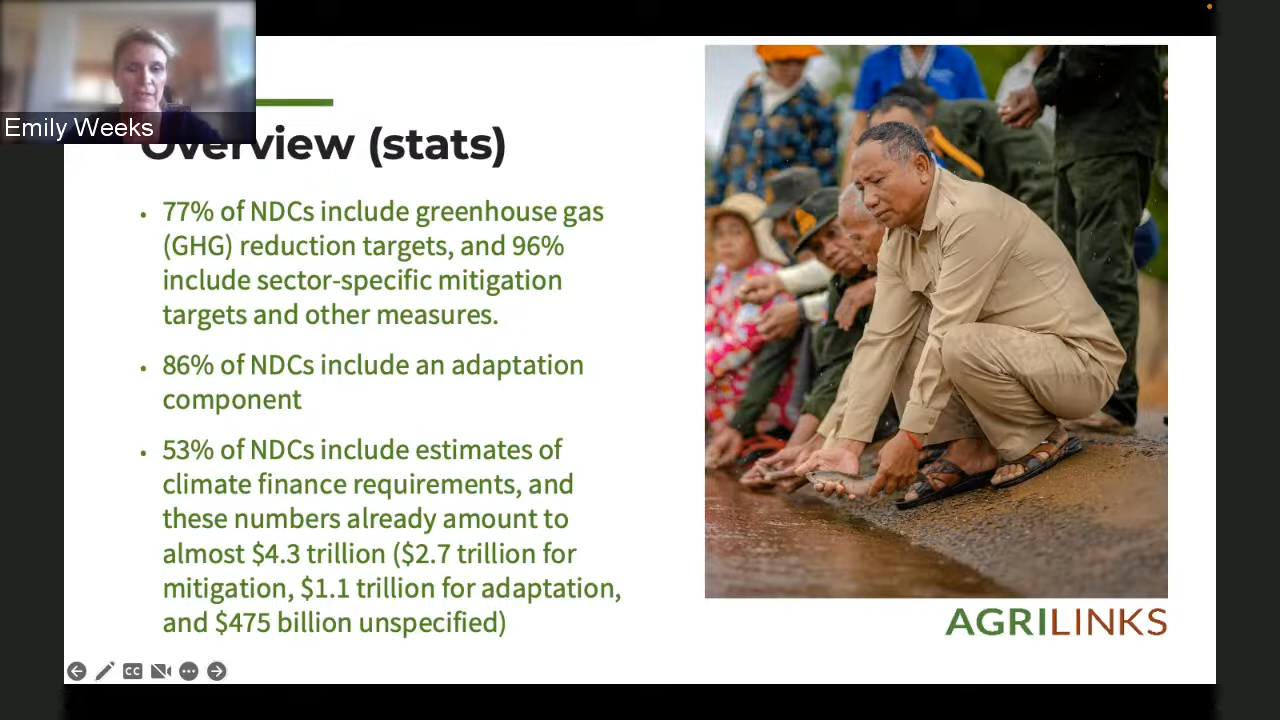 Emily Weeks
Overview (stats)
• 77% of NDCs include greenhouse gas
(GHG) reduction targets, and 96%
include sector-specific mitigation
targets and other measures.
• 86% of NDCs include an adaptation
component
• 53% of NDCs include estimates of
climate finance requirements, and
these numbers already amount to
almost $4.3 trillion ($2.7 trillion for
mitigation, $1.1 trillion for adaptation,
and $475 billion unspecified)
AGRILINKS
CC